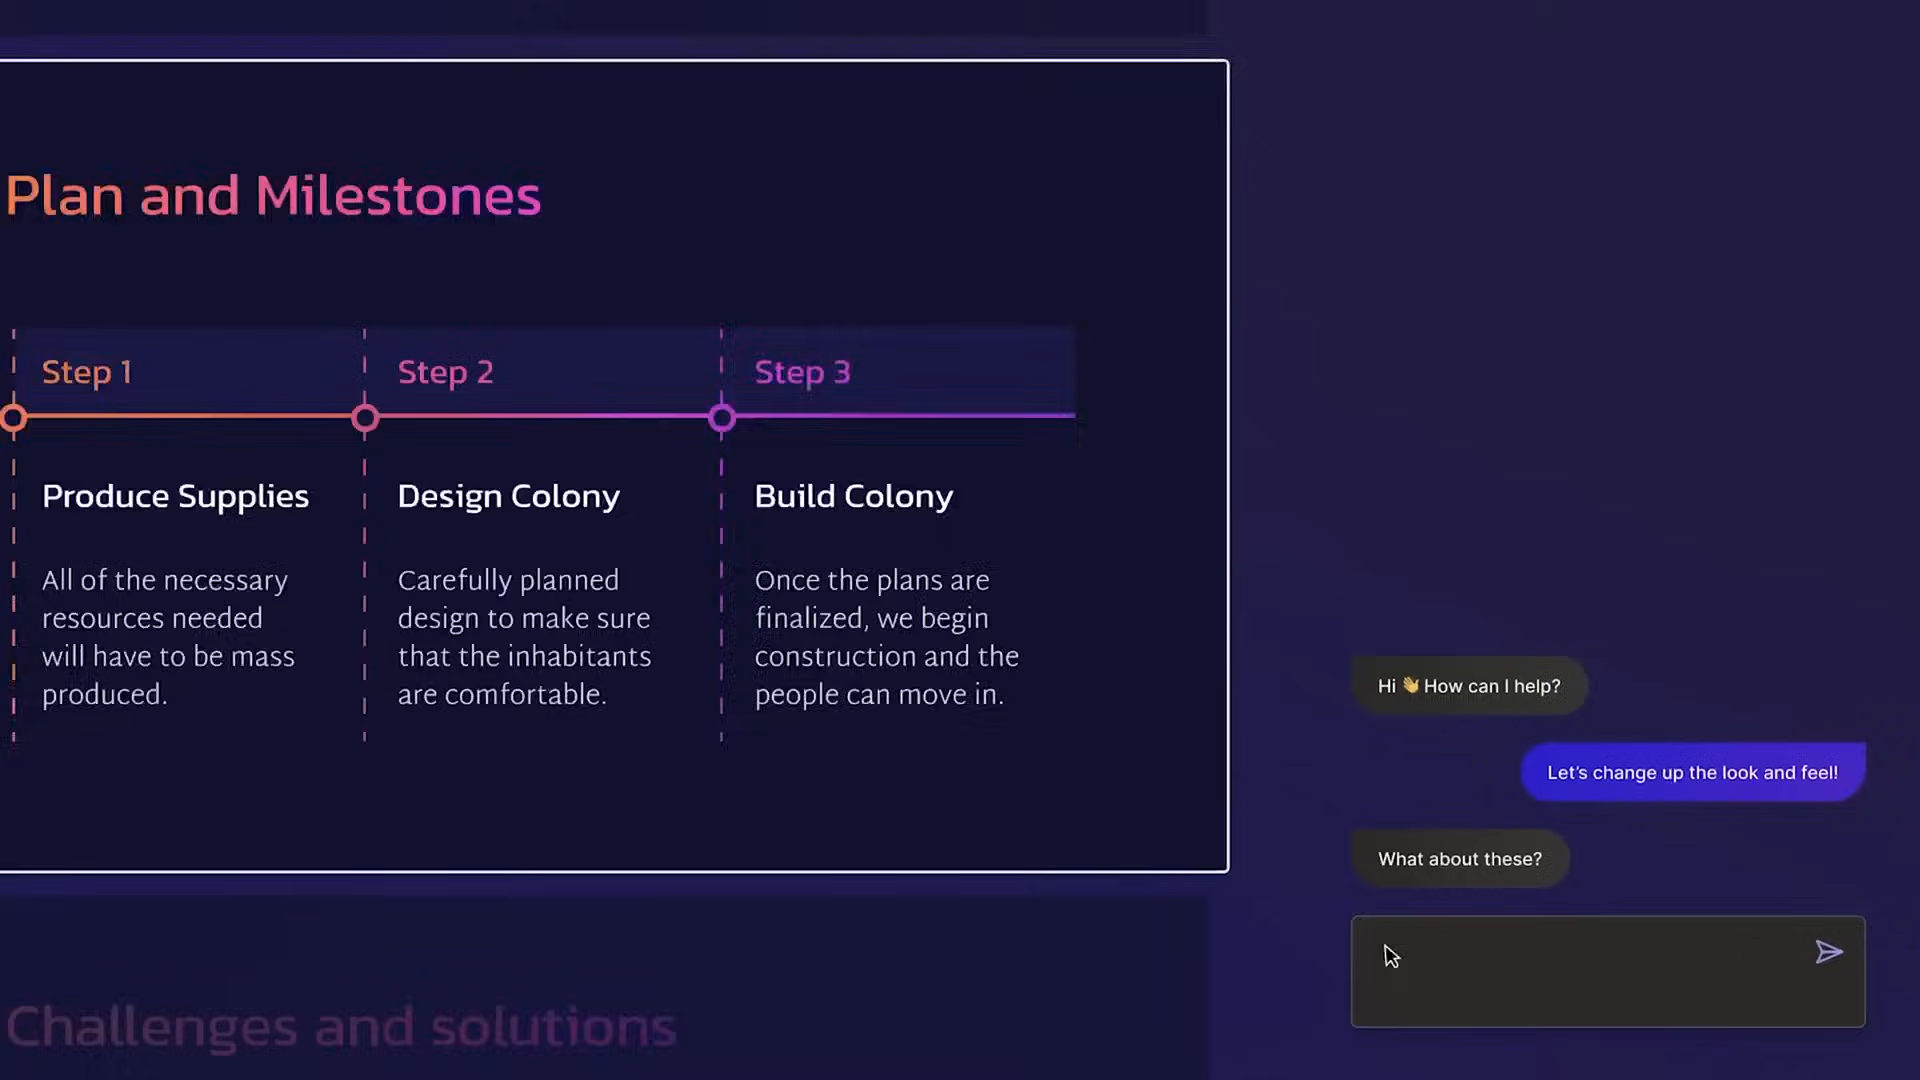 Plan and Milestones
Step 1
Produce Supplies
All of the necessary
resources needed
will have to be mass
produced.
Step 2
Design Colony
Carefully planned
design to make sure
that the inhabitants
are comfortable.
Step 3
Build Colony
Once the plans are
finalized, we begin
construction and the
people can move in.
Challenges and solutions
Hi 👋 How can I help?
Let's change up the look and feel!
What about these?